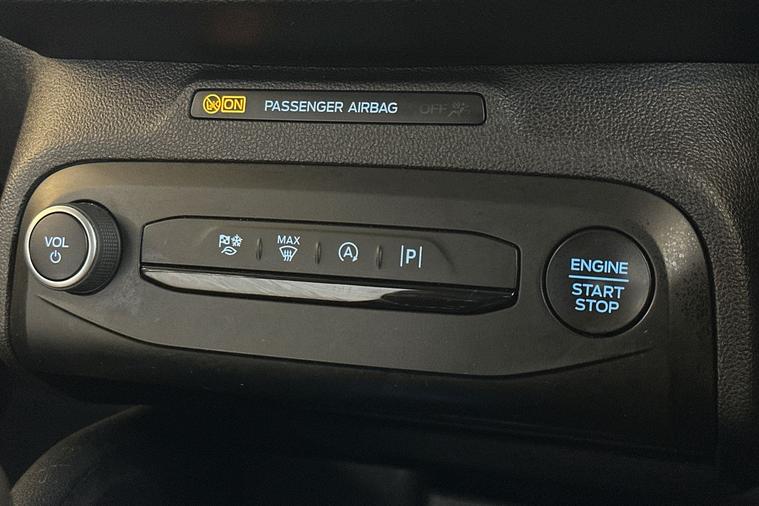 ON PASSENGER AIRBAG OFF
VOL
MAX
A
P
ENGINE
START
STOP